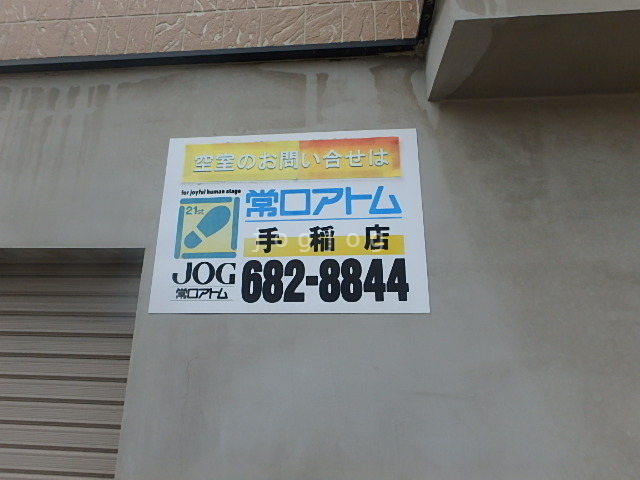 空室のお問い合せは
for joyful human stage
常口アトム
21st
手稲店
JOG
682-8844
常口アトム